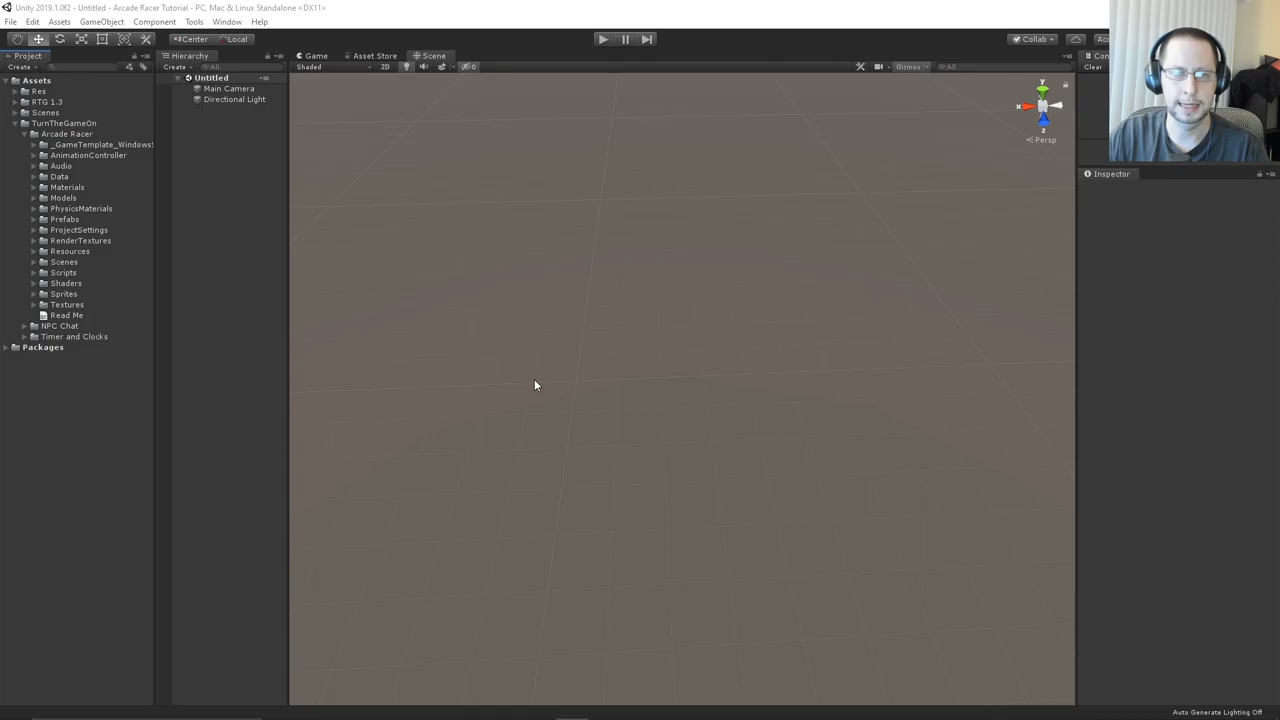 Unity 2019.1.0f2 - Untitled - Arcade Racer Tutorial - PC, Mac & Linux Standalone <DX11>
File Edit Assets GameObject Component Tools Window Help
Center Local Collab
Project Hierarchy Game Asset Store Scene
Create Create All Shaded 2D 0 Gizmos All Clear
Assets
Res
RTG 1.3
Scenes
TurnTheGameOn
Arcade Racer
_GameTemplate_Windows
AnimationController
Audio
Data
Materials
Models
PhysicsMaterials
Prefabs
ProjectSettings
RenderTextures
Resources
Scenes
Scripts
Shaders
Sprites
Textures
Read Me
NPC Chat
Timer and Clocks
Packages
Untitled
Main Camera
Directional Light
y
x
z
Persp
Inspector
Auto Generate Lighting Off